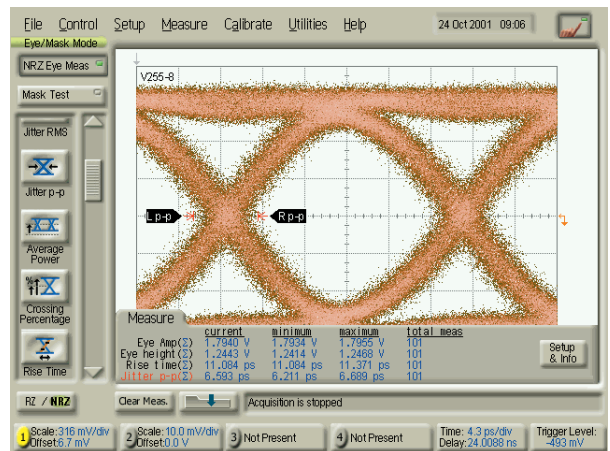 File Control Setup Measure Calibrate Utilities Help 24 Oct 2001 09:06
Eye/Mask Mode
NRZ Eye Meas
Mask Test
Jitter RMS
Jitter p-p
Average
Power
Crossing
Percentage
Rise Time
V255-8
L p-p
R p-p
Measure
current minimum maximum total meas
Eye Amp(Σ) 1.7940 V 1.7934 V 1.7955 V 101
Eye height(Σ) 1.2443 V 1.2414 V 1.2468 V 101
Rise time(Σ) 11.084 ps 11.084 ps 11.371 ps 101
Jitter p-p(Σ) 6.593 ps 6.211 ps 6.689 ps 101
Setup
& Info
RZ / NRZ
Clear Meas.
Acquisition is stopped
1 Scale:316 mV/div
Offset:6.7 mV
2 Scale:10.0 mV/div
Offset:0.0 V
3 Not Present
4 Not Present
Time: 4.3 ps/div
Delay:24.0088 ns
Trigger Level:
-493 mV